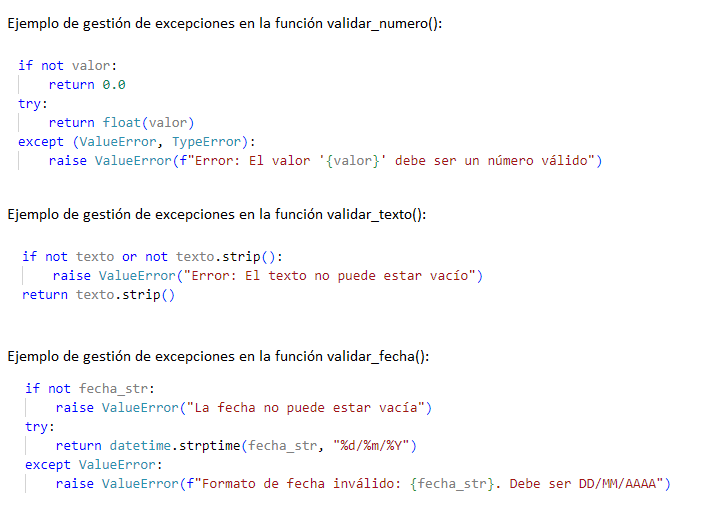 Ejemplo de gestión de excepciones en la función validar_numero():
if not valor:
    return 0.0
try:
    return float(valor)
except (ValueError, TypeError):
    raise ValueError(f"Error: El valor '{valor}' debe ser un número válido")
Ejemplo de gestión de excepciones en la función validar_texto():
if not texto or not texto.strip():
    raise ValueError("Error: El texto no puede estar vacío")
return texto.strip()
Ejemplo de gestión de excepciones en la función validar_fecha():
if not fecha_str:
    raise ValueError("La fecha no puede estar vacía")
try:
    return datetime.strptime(fecha_str, "%d/%m/%Y")
except ValueError:
    raise ValueError(f"Formato de fecha inválido: {fecha_str}. Debe ser DD/MM/AAAA")